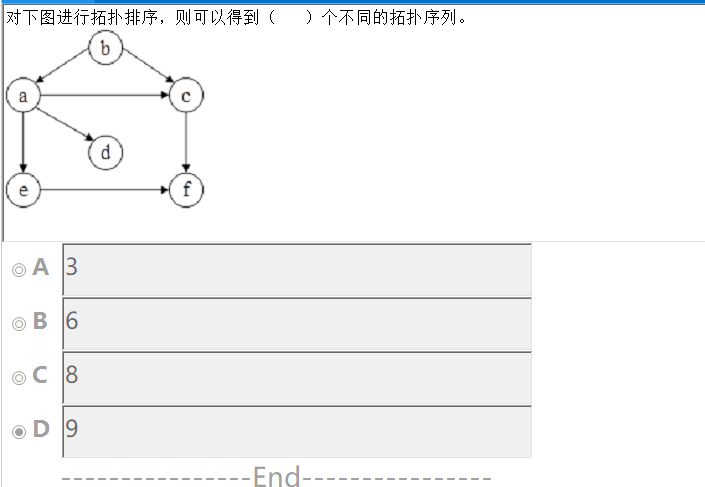 对下图进行拓扑排序，则可以得到（  ）个不同的拓扑序列。
b
a
c
d
e
f
A 3
B 6
C 8
D 9
----------------End----------------